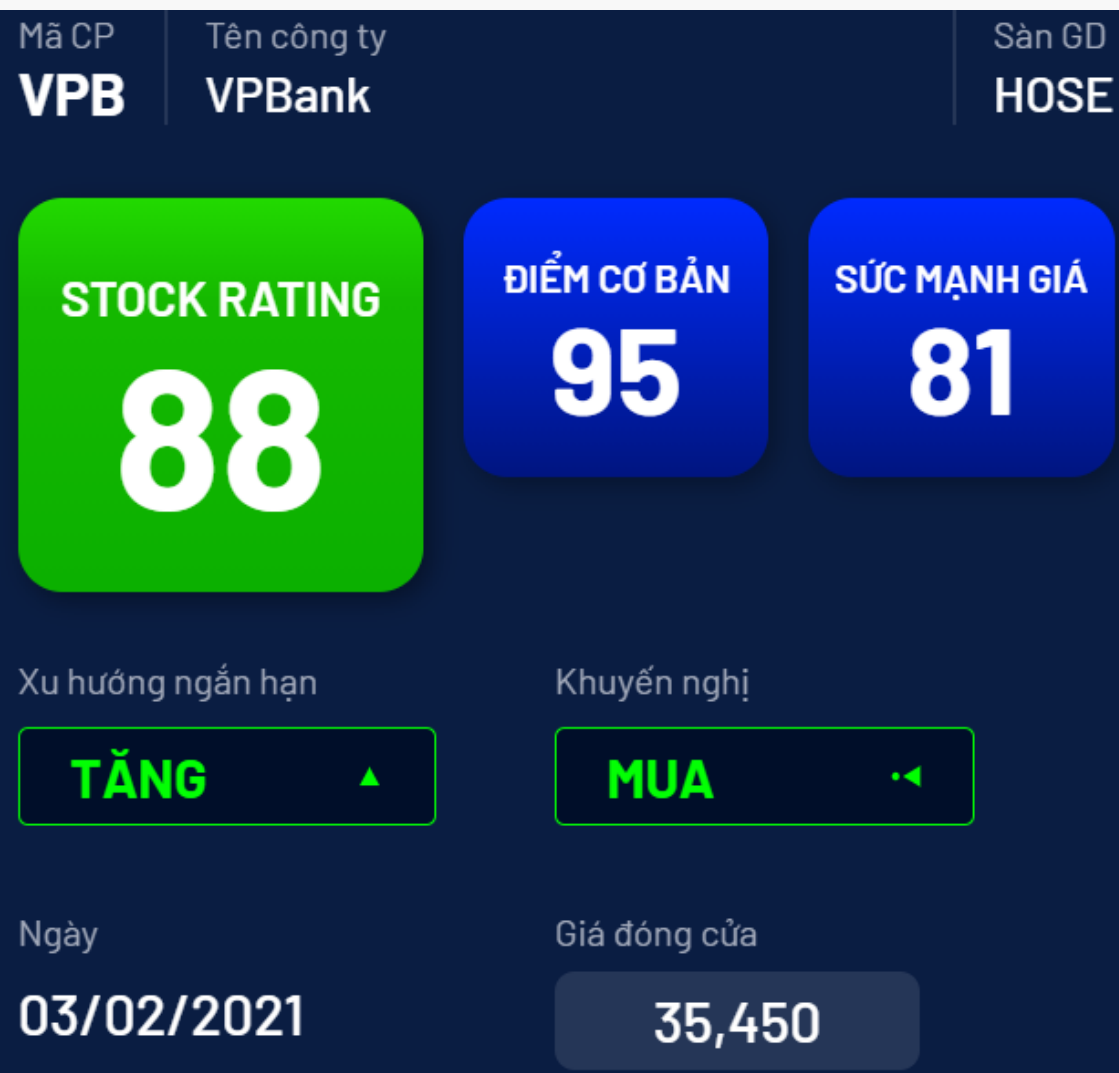 Mã CP
Tên công ty
Sàn GD
VPB
VPBank
HOSE
STOCK RATING
88
ĐIỂM CƠ BẢN
95
SỨC MẠNH GIÁ
81
Xu hướng ngắn hạn
Khuyến nghị
TĂNG
MUA
Ngày
Giá đóng cửa
03/02/2021
35,450